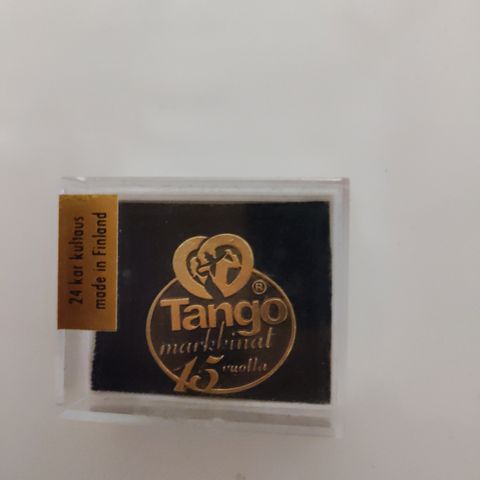 24 kar kultaus
made in Finland
Tango®
markkinat
15 vuotta